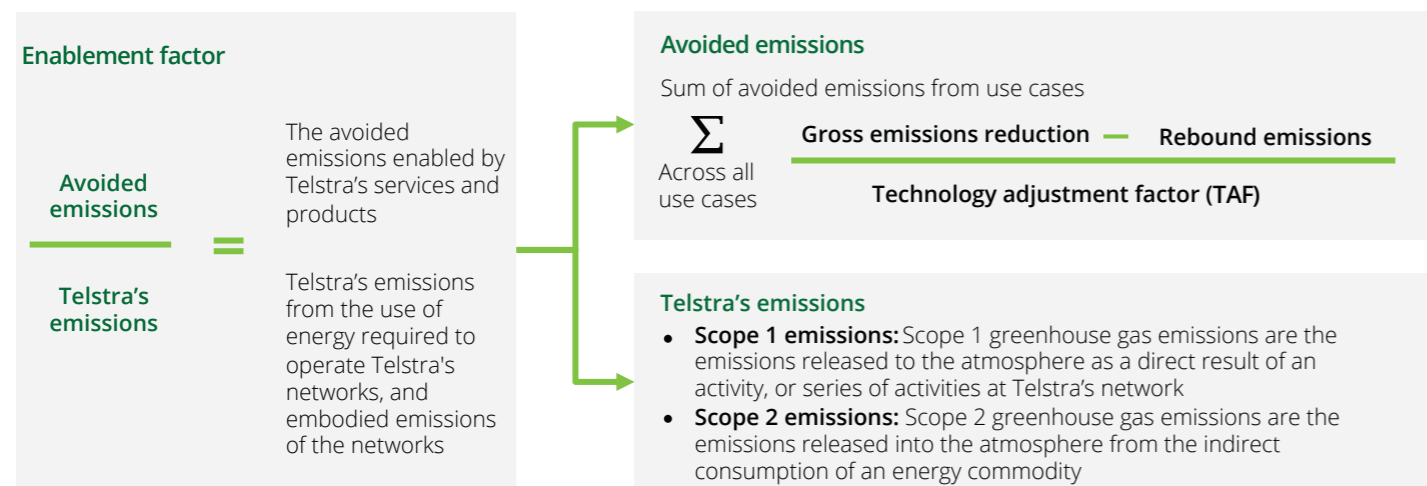 Enablement factor
Avoided
emissions
=
Telstra’s
emissions
The avoided
emissions enabled by
Telstra’s services and
products
Telstra’s emissions
from the use of
energy required to
operate Telstra's
networks, and
embodied emissions
of the networks
Avoided emissions
Sum of avoided emissions from use cases
Σ
Across all
use cases
Gross emissions reduction — Rebound emissions
Technology adjustment factor (TAF)
Telstra’s emissions
• Scope 1 emissions: Scope 1 greenhouse gas emissions are the
emissions released to the atmosphere as a direct result of an
activity, or series of activities at Telstra’s network
• Scope 2 emissions: Scope 2 greenhouse gas emissions are the
emissions released into the atmosphere from the indirect
consumption of an energy commodity